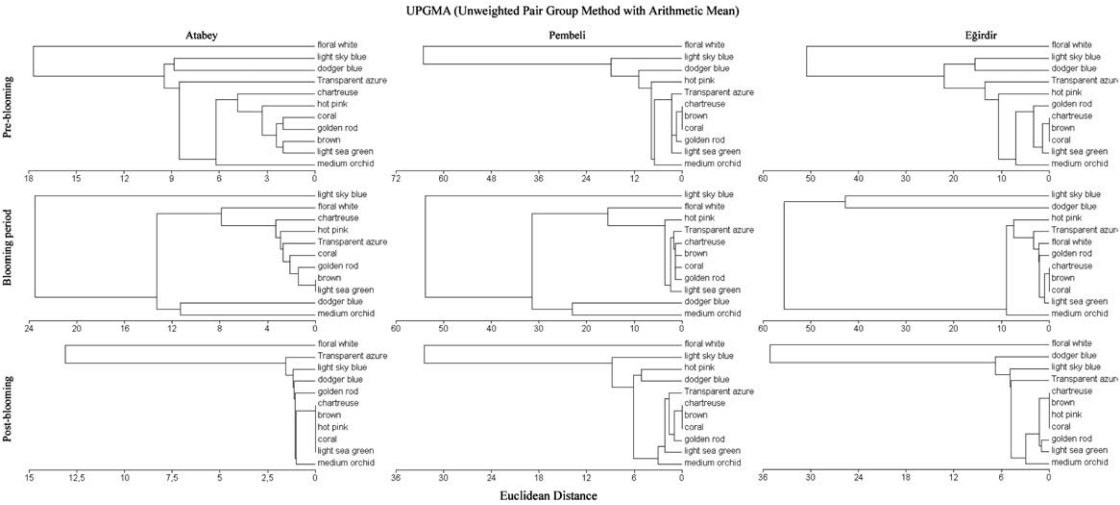 UPGMA (Unweighted Pair Group Method with Arithmetic Mean)
Atabey
Pembeli
Eğirdir
Pre-blooming
floral white
light sky blue
dodger blue
Transparent azure
chartreuse
hot pink
coral
golden rod
brown
light sea green
medium orchid
18 15 12 9 6 3 0
floral white
light sky blue
dodger blue
hot pink
Transparent azure
chartreuse
brown
coral
golden rod
light sea green
medium orchid
72 60 48 36 24 12 0
floral white
light sky blue
dodger blue
Transparent azur
hot pink
golden rod
chartreuse
brown
coral
light sea green
medium orchid
60 50 40 30 20 10 0
Blooming period
light sky blue
floral white
chartreuse
hot pink
Transparent azure
coral
golden rod
brown
light sea green
dodger blue
medium orchid
24 20 16 12 8 4 0
light sky blue
floral white
hot pink
Transparent azure
chartreuse
brown
coral
golden rod
light sea green
dodger blue
medium orchid
60 50 40 30 20 10 0
light sky blue
dodger blue
hot pink
Transparent azur
floral white
golden rod
chartreuse
brown
coral
light sea green
medium orchid
60 50 40 30 20 10 0
Post-blooming
floral white
Transparent azure
light sky blue
dodger blue
golden rod
chartreuse
brown
hot pink
coral
light sea green
medium orchid
15 12,5 10 7,5 5 2,5 0
floral white
light sky blue
hot pink
dodger blue
Transparent azure
chartreuse
brown
coral
golden rod
light sea green
medium orchid
36 30 24 18 12 6 0
floral white
dodger blue
light sky blue
Transparent azur
chartreuse
brown
hot pink
coral
golden rod
light sea green
medium orchid
36 30 24 18 12 6 0
Euclidean Distance